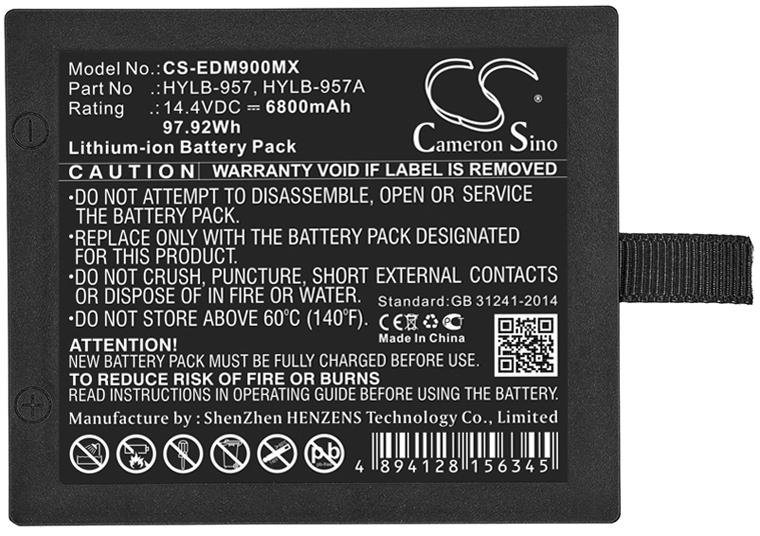 Model No.: CS-EDM900MX
Part No :HYLB-957, HYLB-957A
Rating :14.4VDC ⎓ 6800mAh
97.92Wh
Lithium-ion Battery Pack
CS ®
Cameron Sino
CAUTION WARRANTY VOID IF LABEL IS REMOVED
•DO NOT ATTEMPT TO DISASSEMBLE, OPEN OR SERVICE
THE BATTERY PACK.
•REPLACE ONLY WITH THE BATTERY PACK DESIGNATED
FOR THIS PRODUCT.
•DO NOT CRUSH, PUNCTURE, SHORT EXTERNAL CONTACTS
OR DISPOSE OF IN FIRE OR WATER.
Standard:GB 31241-2014
•DO NOT STORE ABOVE 60°C (140°F).
Made In China
ATTENTION!
NEW BATTERY PACK MUST BE FULLY CHARGED BEFORE USE.
TO REDUCE RISK OF FIRE OR BURNS
READ INSTRUCTIONS BEFORE CHARGING OR USING THE BATTERY.
Manufacture by : ShenZhen HENZENS Technology Co., Limited
pb
4 894128 156345